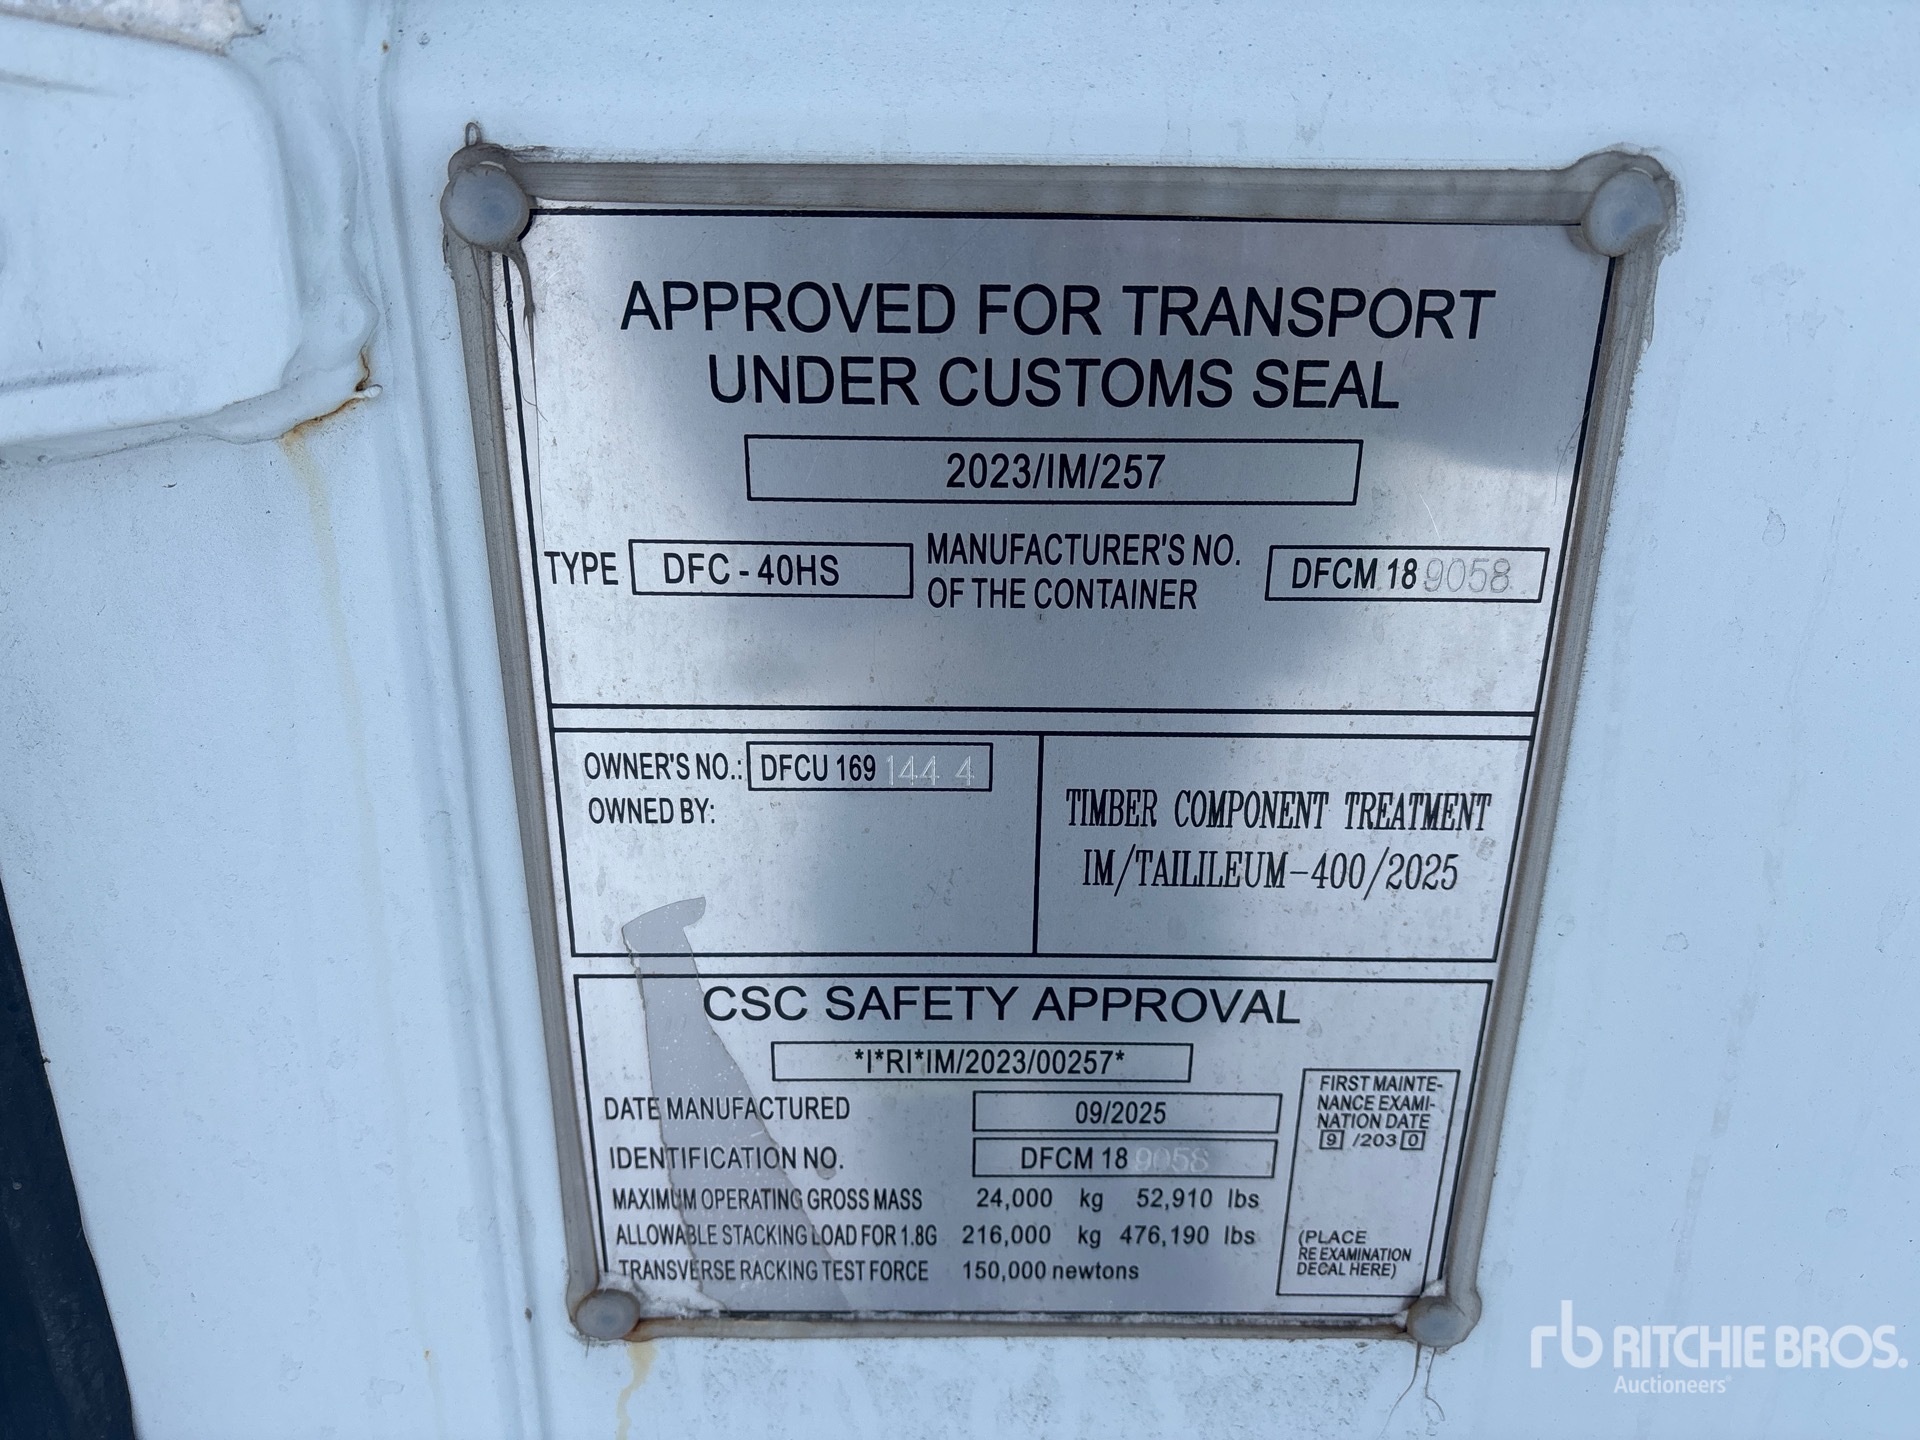 APPROVED FOR TRANSPORT
UNDER CUSTOMS SEAL
2023/IM/257
TYPE DFC - 40HS MANUFACTURER'S NO. OF THE CONTAINER DFCM 18 9058
OWNER'S NO.: DFCU 169 144 4
OWNED BY:
TIMBER COMPONENT TREATMENT
IM/TAILILEUM-400/2025
CSC SAFETY APPROVAL
*I*RI*IM/2023/00257*
DATE MANUFACTURED 09/2025
IDENTIFICATION NO. DFCM 18 9058
MAXIMUM OPERATING GROSS MASS 24,000 kg 52,910 lbs
ALLOWABLE STACKING LOAD FOR 1.8G 216,000 kg 476,190 lbs
TRANSVERSE RACKING TEST FORCE 150,000 newtons
FIRST MAINTE-
NANCE EXAMI-
NATION DATE
9 /203 0
(PLACE
RE EXAMINATION
DECAL HERE)
rb RITCHIE BROS.
Auctioneers